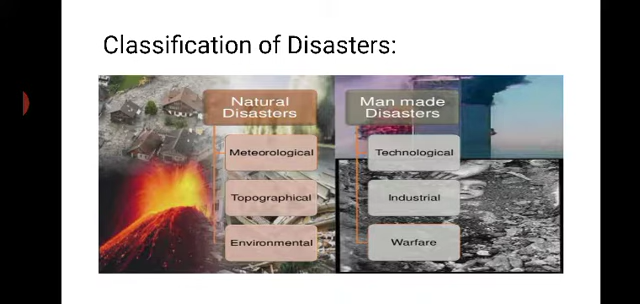 Classification of Disasters:
Natural
Disasters
Meteorological
Topographical
Environmental
Man made
Disasters
Technological
Industrial
Warfare